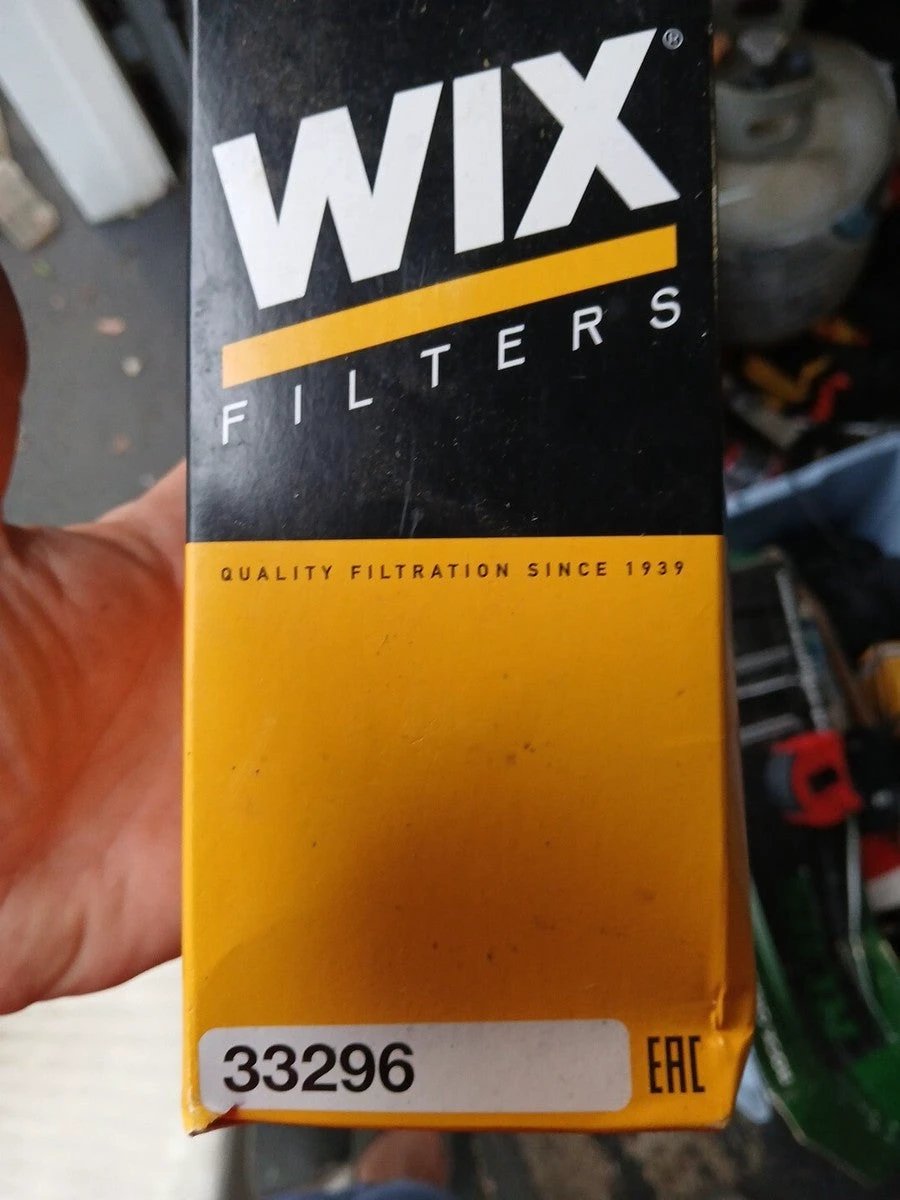 WIX®
FILTERS
QUALITY FILTRATION SINCE 1939
33296
EAC